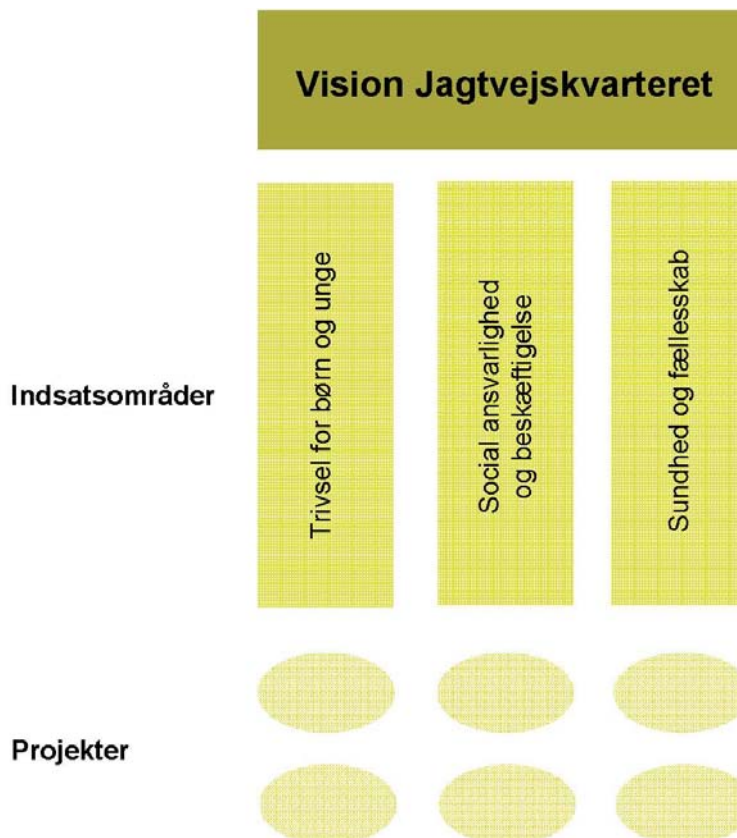 Vision Jagtvejskvarteret
Indsatsområder
Trivsel for børn og unge
Social ansvarlighed
og beskæftigelse
Sundhed og fællesskab
Projekter